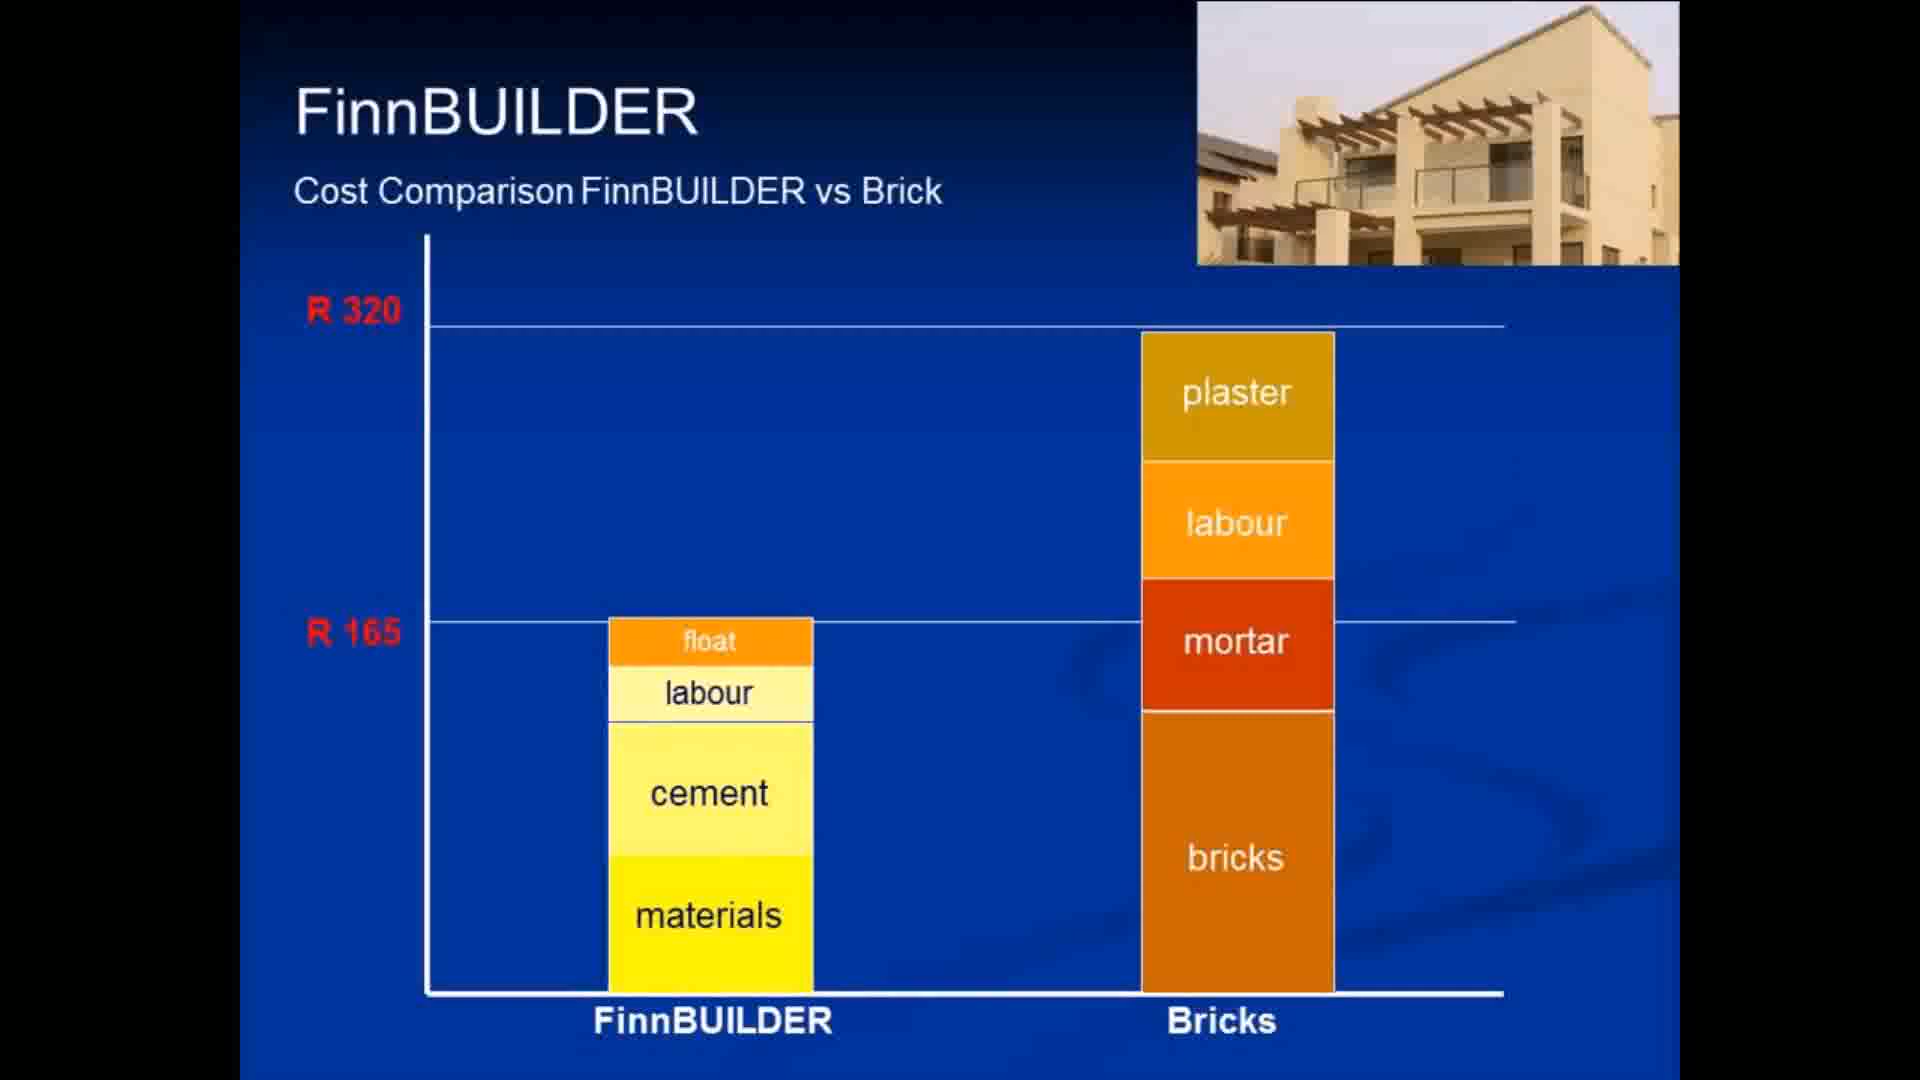 FinnBUILDER
Cost Comparison FinnBUILDER vs Brick
R 320
plaster
labour
R 165
float
mortar
labour
cement
bricks
materials
FinnBUILDER
Bricks